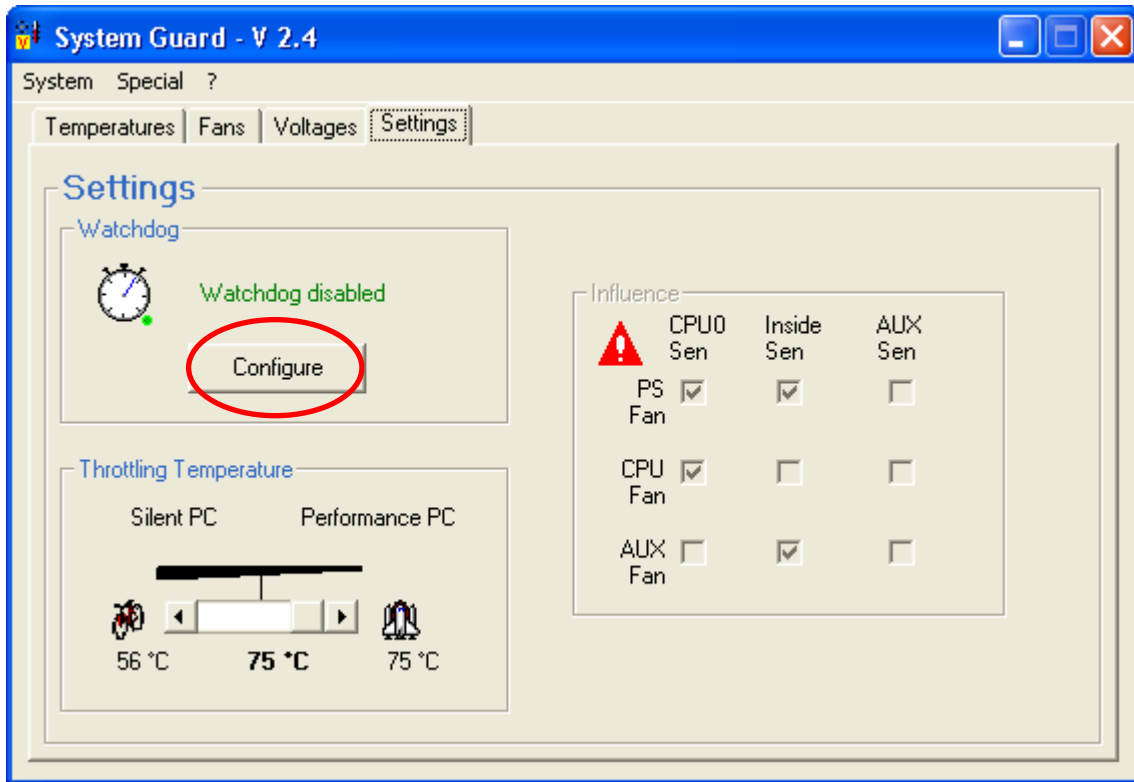 System Guard - V 2.4
System Special ?
Temperatures Fans Voltages Settings
Settings
Watchdog
Watchdog disabled
Configure
Throttling Temperature
Silent PC Performance PC
56 °C 75 °C 75 °C
Influence
CPU0 Sen
Inside Sen
AUX Sen
PS Fan
CPU Fan
AUX Fan